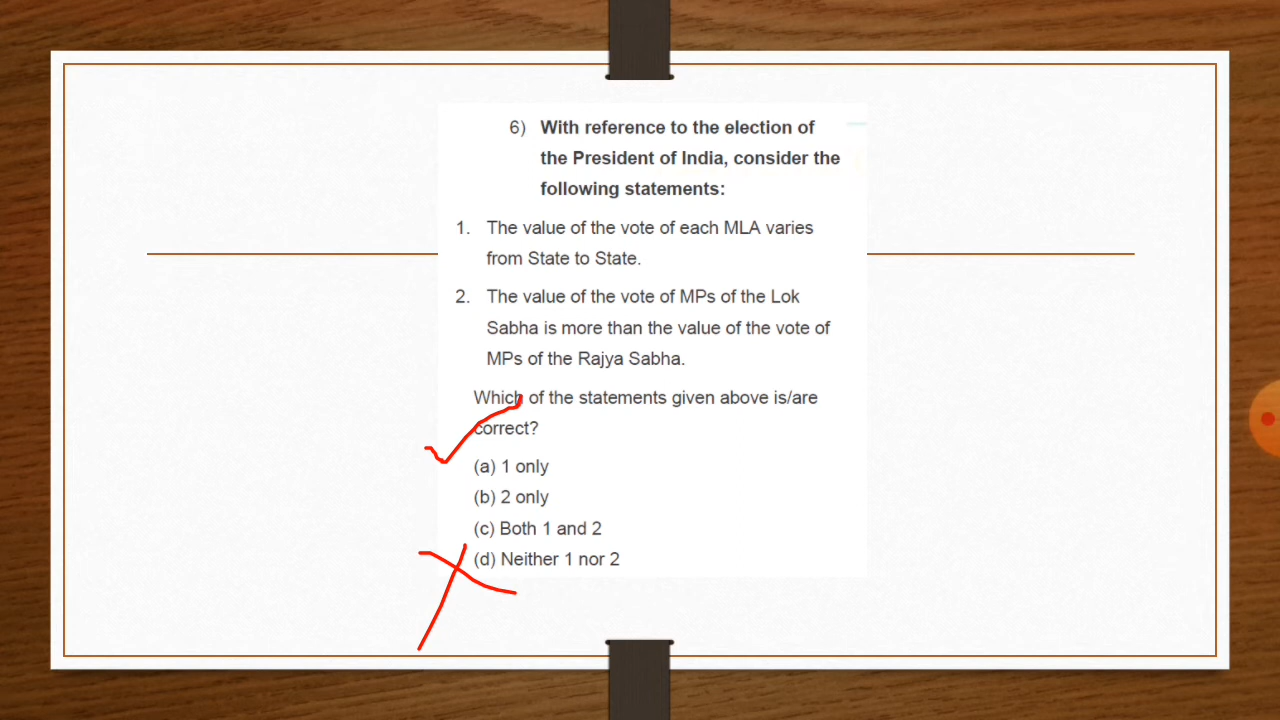 6) With reference to the election of
the President of India, consider the
following statements:
1. The value of the vote of each MLA varies
from State to State.
2. The value of the vote of MPs of the Lok
Sabha is more than the value of the vote of
MPs of the Rajya Sabha.
Which of the statements given above is/are
correct?
(a) 1 only
(b) 2 only
(c) Both 1 and 2
(d) Neither 1 nor 2